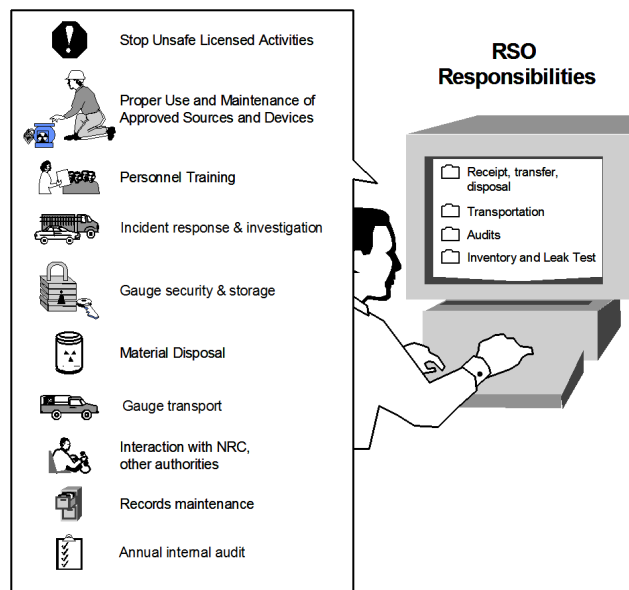 Stop Unsafe Licensed Activities
Proper Use and Maintenance of
Approved Sources and Devices
Personnel Training
Incident response & investigation
Gauge security & storage
Material Disposal
Gauge transport
Interaction with NRC,
other authorities
Records maintenance
Annual internal audit
RSO
Responsibilities
Receipt, transfer,
disposal
Transportation
Audits
Inventory and Leak Test